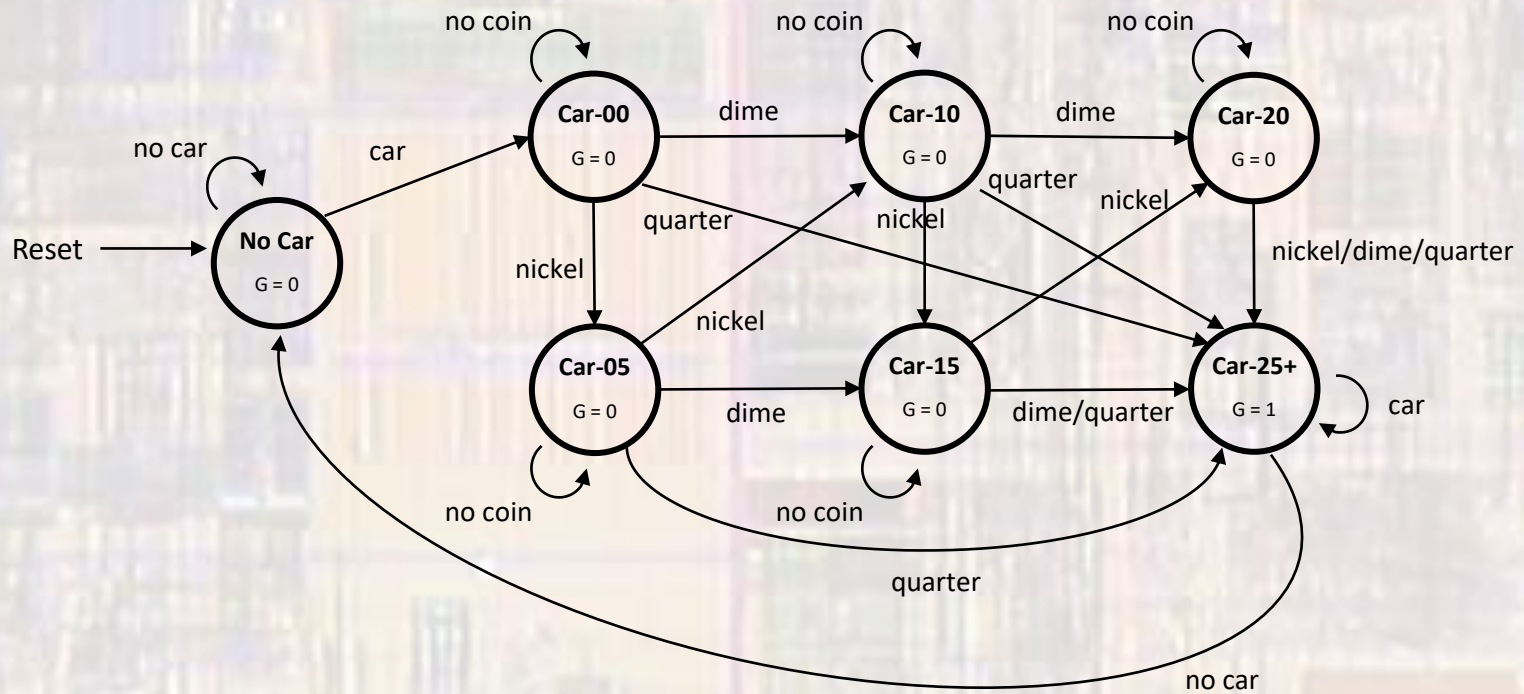 no coin
no coin
no coin
Car-00
G = 0
dime
Car-10
G = 0
dime
Car-20
G = 0
no car
car
Reset
No Car
G = 0
quarter
nickel
quarter
nickel
nickel
nickel
nickel/dime/quarter
Car-05
G = 0
Car-15
G = 0
Car-25+
G = 1
car
dime
dime/quarter
no coin
no coin
quarter
no car